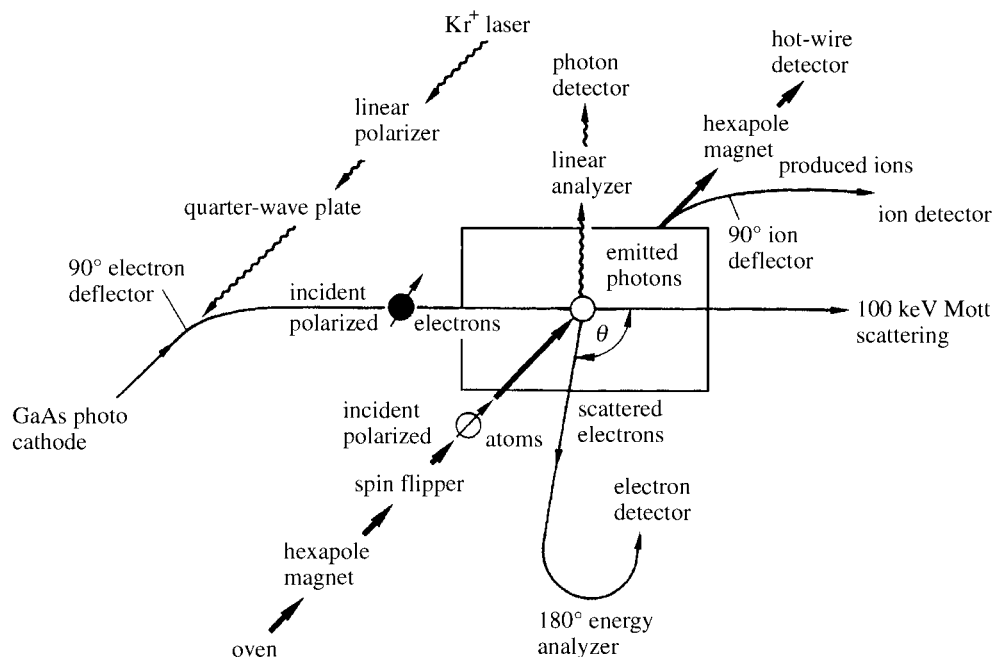 Kr⁺ laser
linear
polarizer
quarter-wave plate
90° electron
deflector
GaAs photo
cathode
incident
polarized
electrons
photon
detector
linear
analyzer
hot-wire
detector
hexapole
magnet
produced ions
ion detector
90° ion
deflector
emitted
photons
100 keV Mott
scattering
θ
incident
polarized
atoms
scattered
electrons
spin flipper
hexapole
magnet
oven
electron
detector
180° energy
analyzer